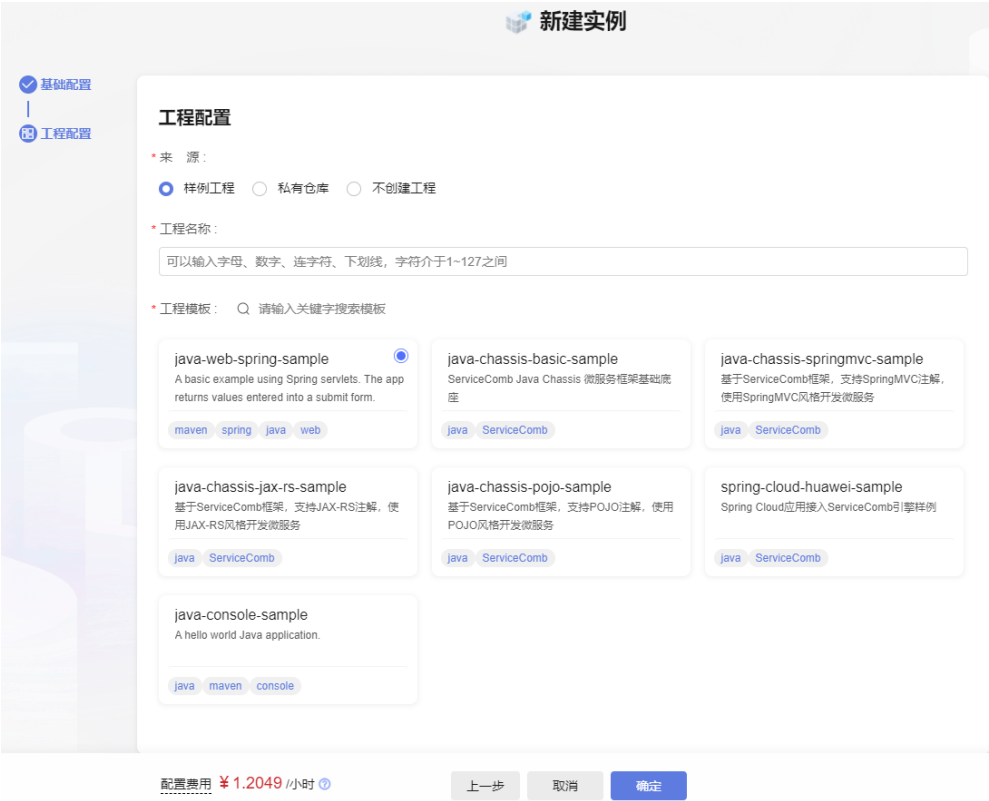 新建实例
基础配置
工程配置
工程配置
* 来 源 :
样例工程 私有仓库 不创建工程
* 工程名称 :
可以输入字母、数字、连字符、下划线，字符介于1~127之间
* 工程模板 : 请输入关键字搜索模板
java-web-spring-sample
A basic example using Spring servlets. The app
returns values entered into a submit form.
maven spring java web
java-chassis-basic-sample
ServiceComb Java Chassis 微服务框架基础底
座
java ServiceComb
java-chassis-springmvc-sample
基于ServiceComb框架，支持SpringMVC注解，
使用SpringMVC风格开发微服务
java ServiceComb
java-chassis-jax-rs-sample
基于ServiceComb框架，支持JAX-RS注解，使
用JAX-RS风格开发微服务
java ServiceComb
java-chassis-pojo-sample
基于ServiceComb框架，支持POJO注解，使用
POJO风格开发微服务
java ServiceComb
spring-cloud-huawei-sample
Spring Cloud应用接入ServiceComb引擎样例
java ServiceComb
java-console-sample
A hello world Java application.
java maven console
配置费用 ¥1.2049 /小时 ?
上一步 取消 确定